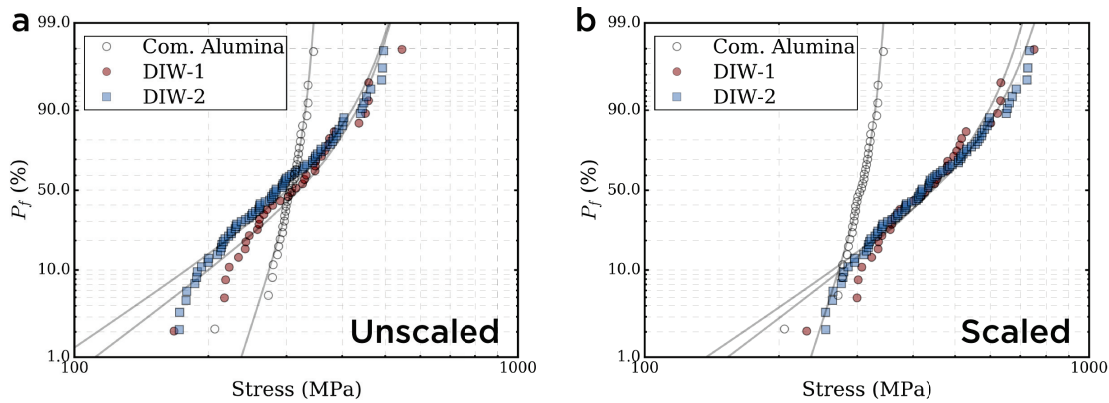 a
99.0
90.0
50.0
10.0
1.0
P_f (%)
Com. Alumina
DIW-1
DIW-2
Unscaled
100
1000
Stress (MPa)
b
99.0
90.0
50.0
10.0
1.0
P_f (%)
Com. Alumina
DIW-1
DIW-2
Scaled
100
1000
Stress (MPa)